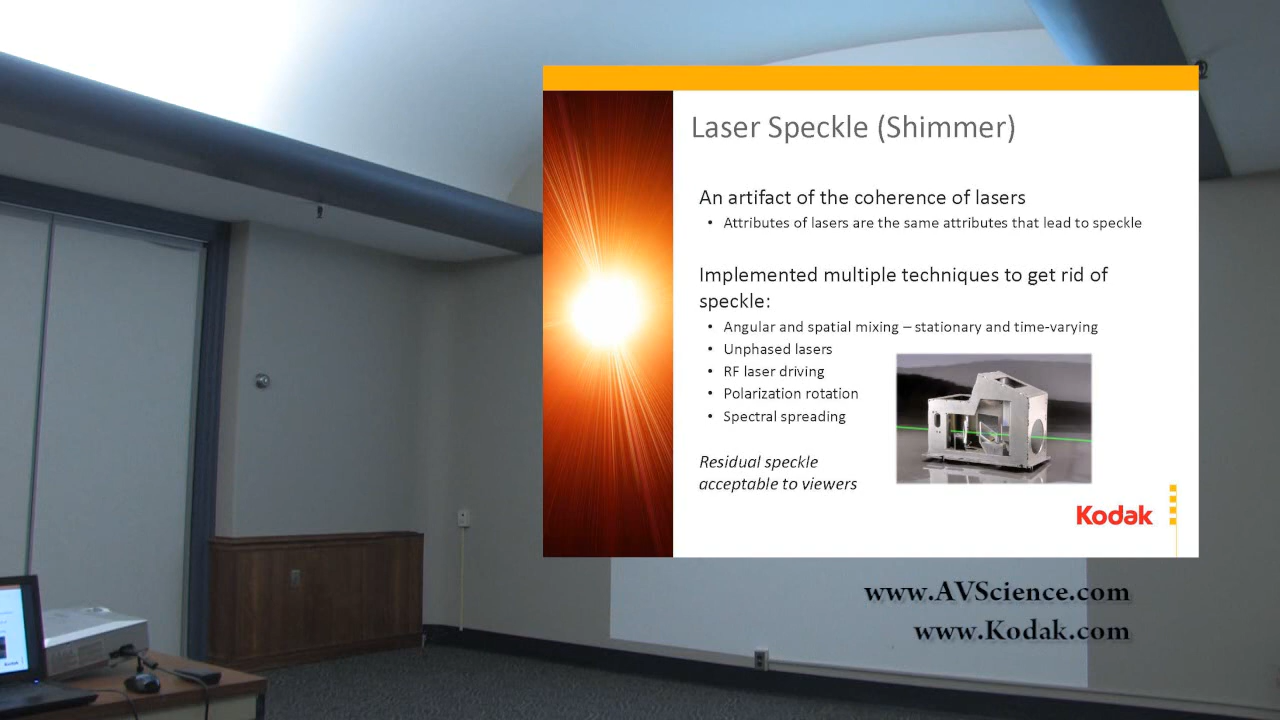 Laser Speckle (Shimmer)
An artifact of the coherence of lasers
• Attributes of lasers are the same attributes that lead to speckle
Implemented multiple techniques to get rid of
speckle:
• Angular and spatial mixing – stationary and time-varying
• Unphased lasers
• RF laser driving
• Polarization rotation
• Spectral spreading
Residual speckle
acceptable to viewers
Kodak
www.AVScience.com
www.Kodak.com